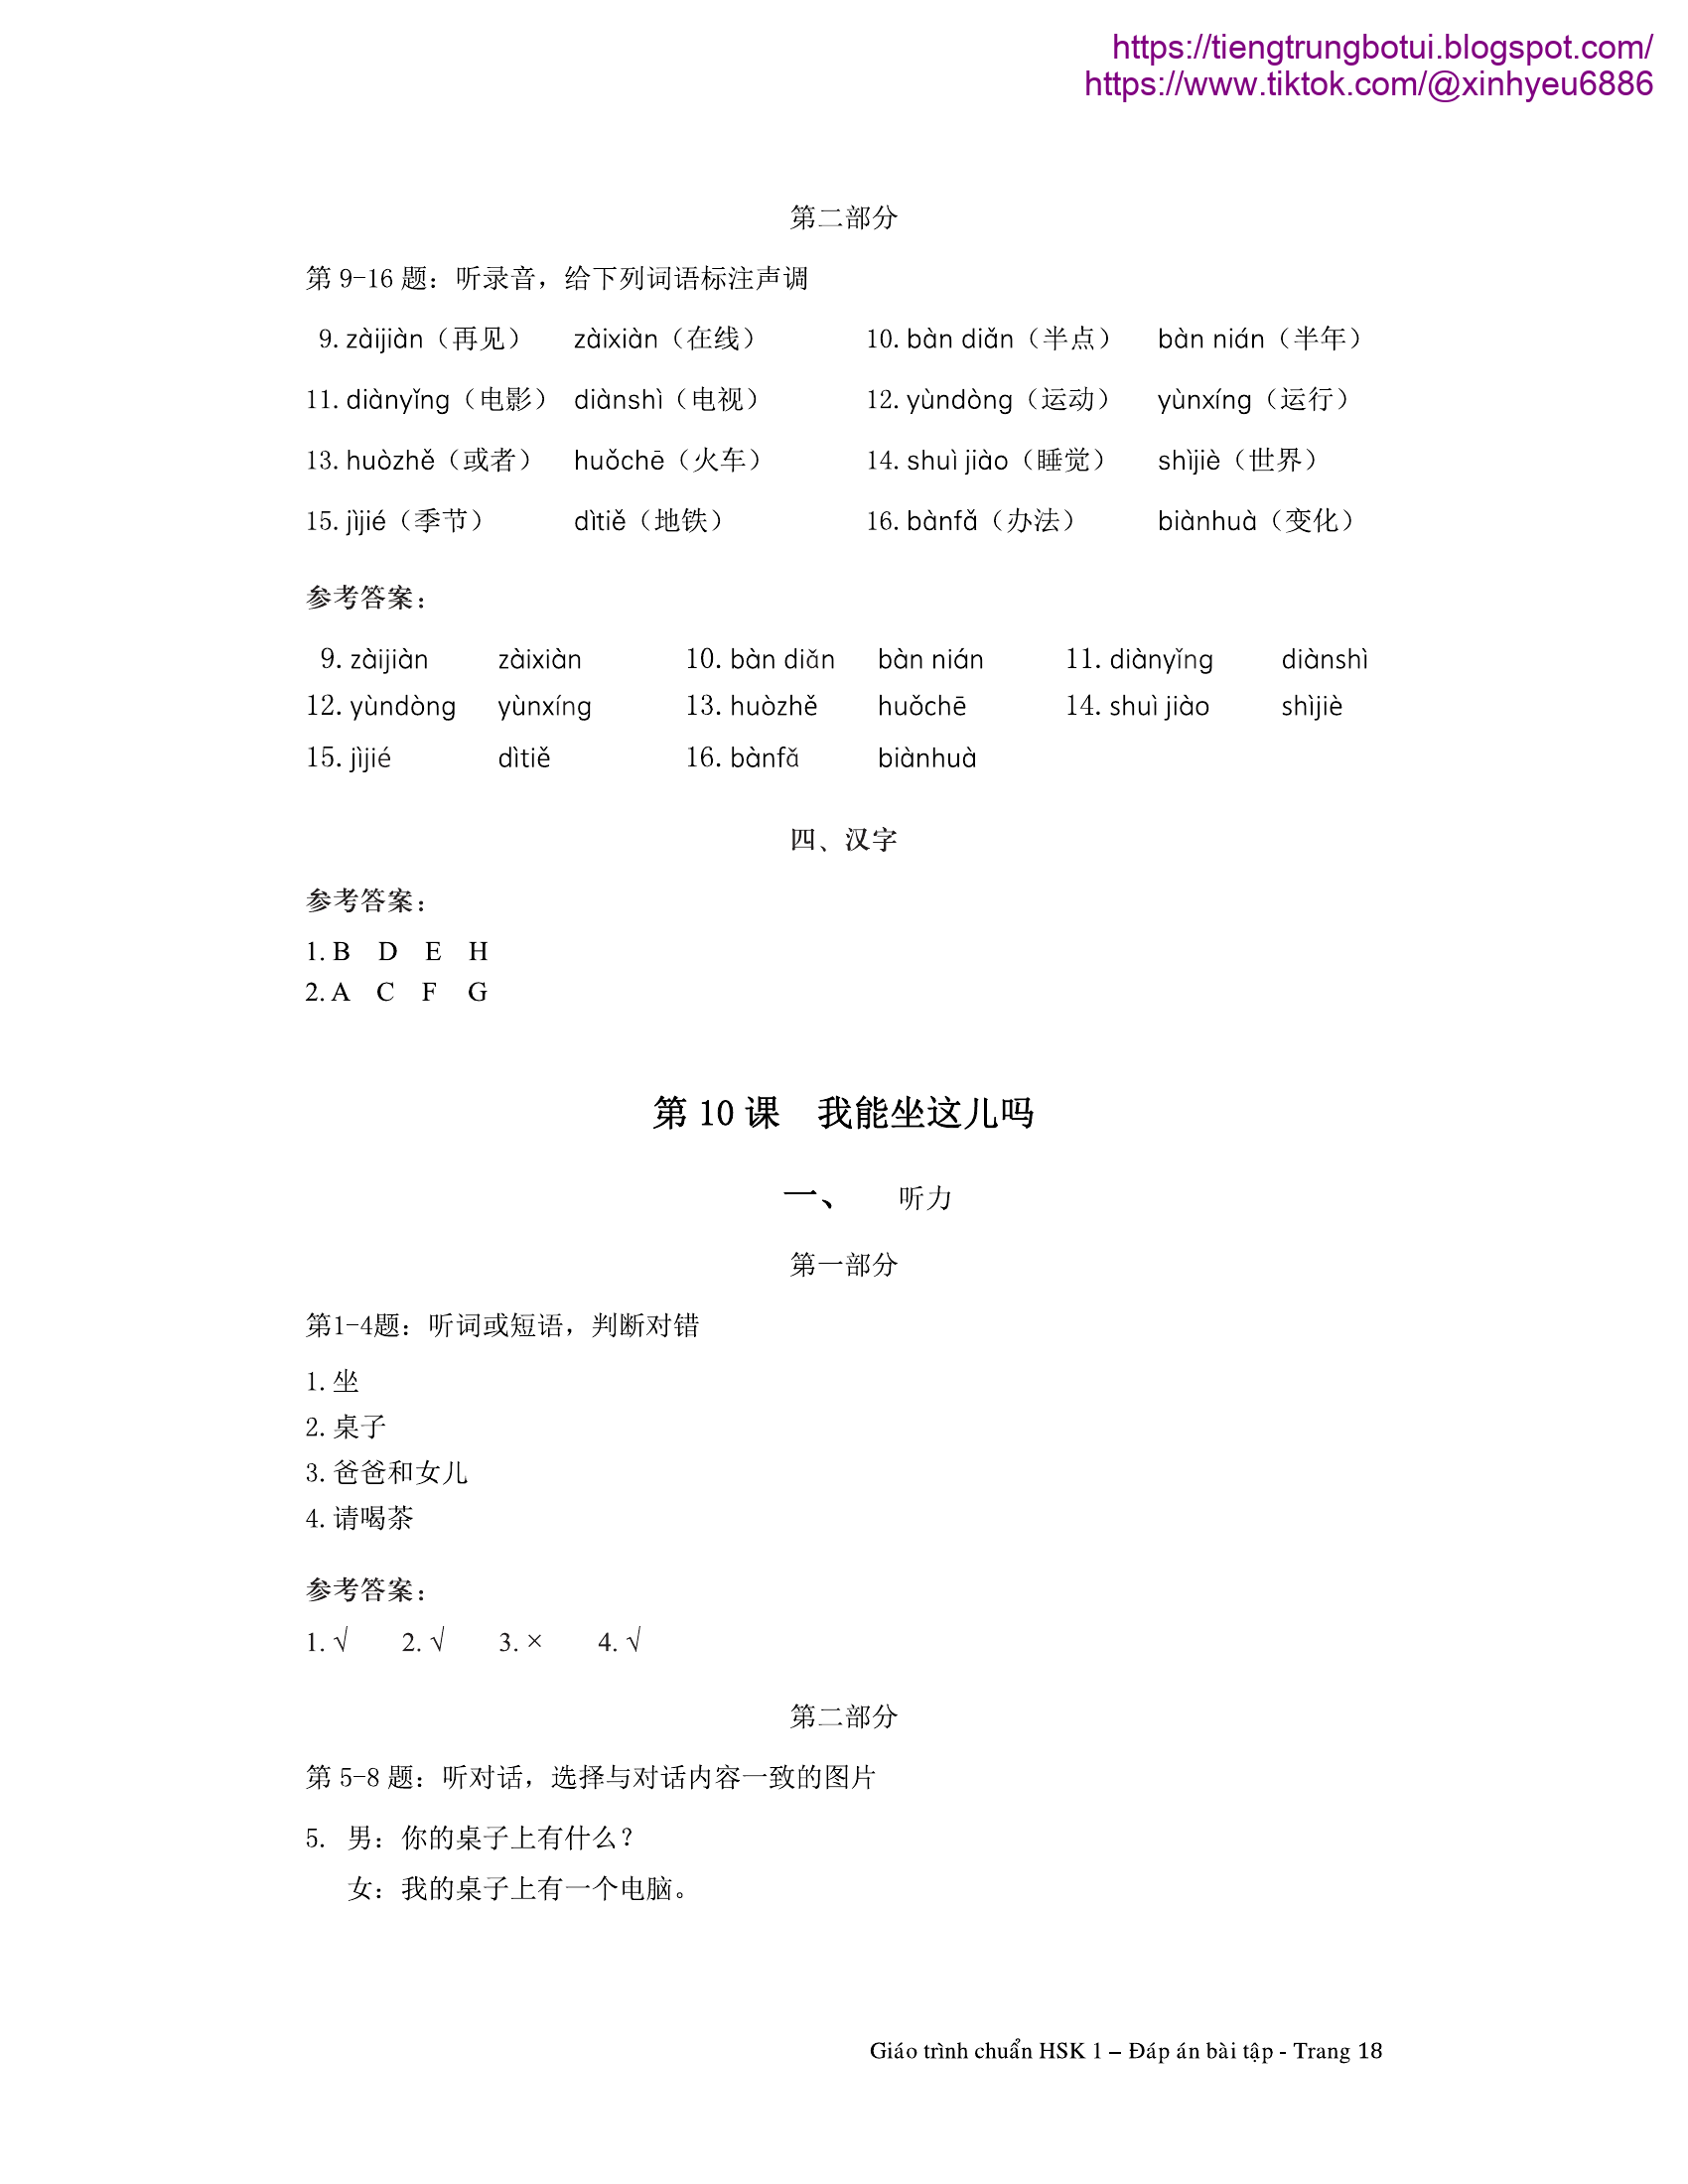 https://tiengtrungbotui.blogspot.com/
https://www.tiktok.com/@xinhyeu6886
第二部分
第 9-16 题：听录音，给下列词语标注声调
9. zàijiàn（再见） zàixiàn（在线） 10. bàn diǎn（半点） bàn nián（半年）
11. diànyǐng（电影） diànshì（电视） 12. yùndòng（运动） yùnxíng（运行）
13. huòzhě（或者） huǒchē（火车） 14. shuì jiào（睡觉） shìjiè（世界）
15. jìjié（季节） dìtiě（地铁） 16. bànfǎ（办法） biànhuà（变化）
参考答案：
9. zàijiàn zàixiàn 10. bàn diǎn bàn nián 11. diànyǐng diànshì
12. yùndòng yùnxíng 13. huòzhě huǒchē 14. shuì jiào shìjiè
15. jìjié dìtiě 16. bànfǎ biànhuà
四、汉字
参考答案：
1. B D E H
2. A C F G
第 10 课 我能坐这儿吗
一、 听力
第一部分
第1-4题：听词或短语，判断对错
1. 坐
2. 桌子
3. 爸爸和女儿
4. 请喝茶
参考答案：
1. √ 2. √ 3. × 4. √
第二部分
第 5-8 题：听对话，选择与对话内容一致的图片
5. 男：你的桌子上有什么？
女：我的桌子上有一个电脑。
Giáo trình chuẩn HSK 1 – Đáp án bài tập - Trang 18